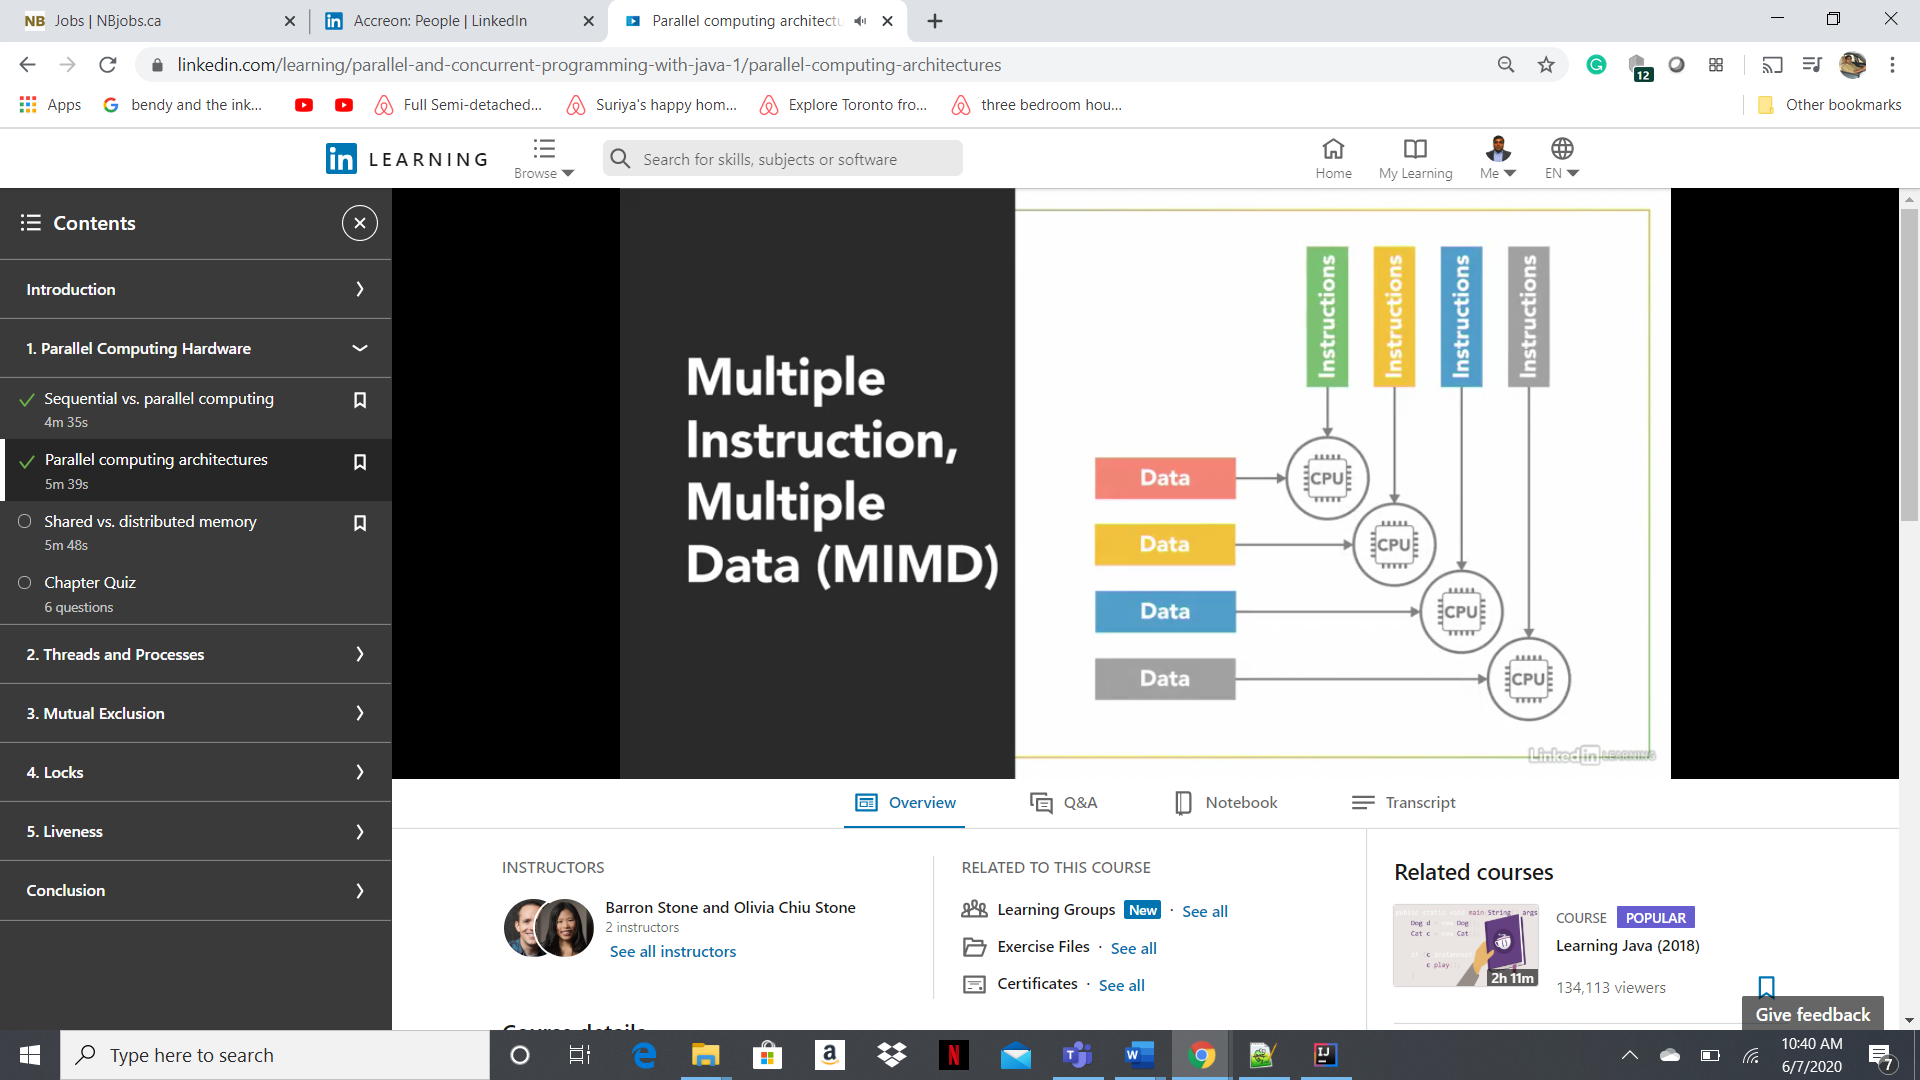 NB Jobs | NBjobs.ca
in Accreon: People | LinkedIn
Parallel computing architectu
linkedin.com/learning/parallel-and-concurrent-programming-with-java-1/parallel-computing-architectures
12
Apps
bendy and the ink...
Full Semi-detached...
Suriya's happy hom...
Explore Toronto fro...
three bedroom hou...
Other bookmarks
in LEARNING
Browse
Search for skills, subjects or software
Home
My Learning
Me
EN
Contents
Introduction
1. Parallel Computing Hardware
Sequential vs. parallel computing
4m 35s
Parallel computing architectures
5m 39s
Shared vs. distributed memory
5m 48s
Chapter Quiz
6 questions
2. Threads and Processes
3. Mutual Exclusion
4. Locks
5. Liveness
Conclusion
Multiple
Instruction,
Multiple
Data (MIMD)
Instructions
Instructions
Instructions
Instructions
Data
CPU
Data
CPU
Data
CPU
Data
CPU
Linked in LEARNING
Overview
Q&A
Notebook
Transcript
INSTRUCTORS
Barron Stone and Olivia Chiu Stone
2 instructors
See all instructors
RELATED TO THIS COURSE
Learning Groups New · See all
Exercise Files · See all
Certificates · See all
Related courses
COURSE POPULAR
Learning Java (2018)
134,113 viewers
2h 11m
Give feedback
Type here to search
10:40 AM
6/7/2020
7